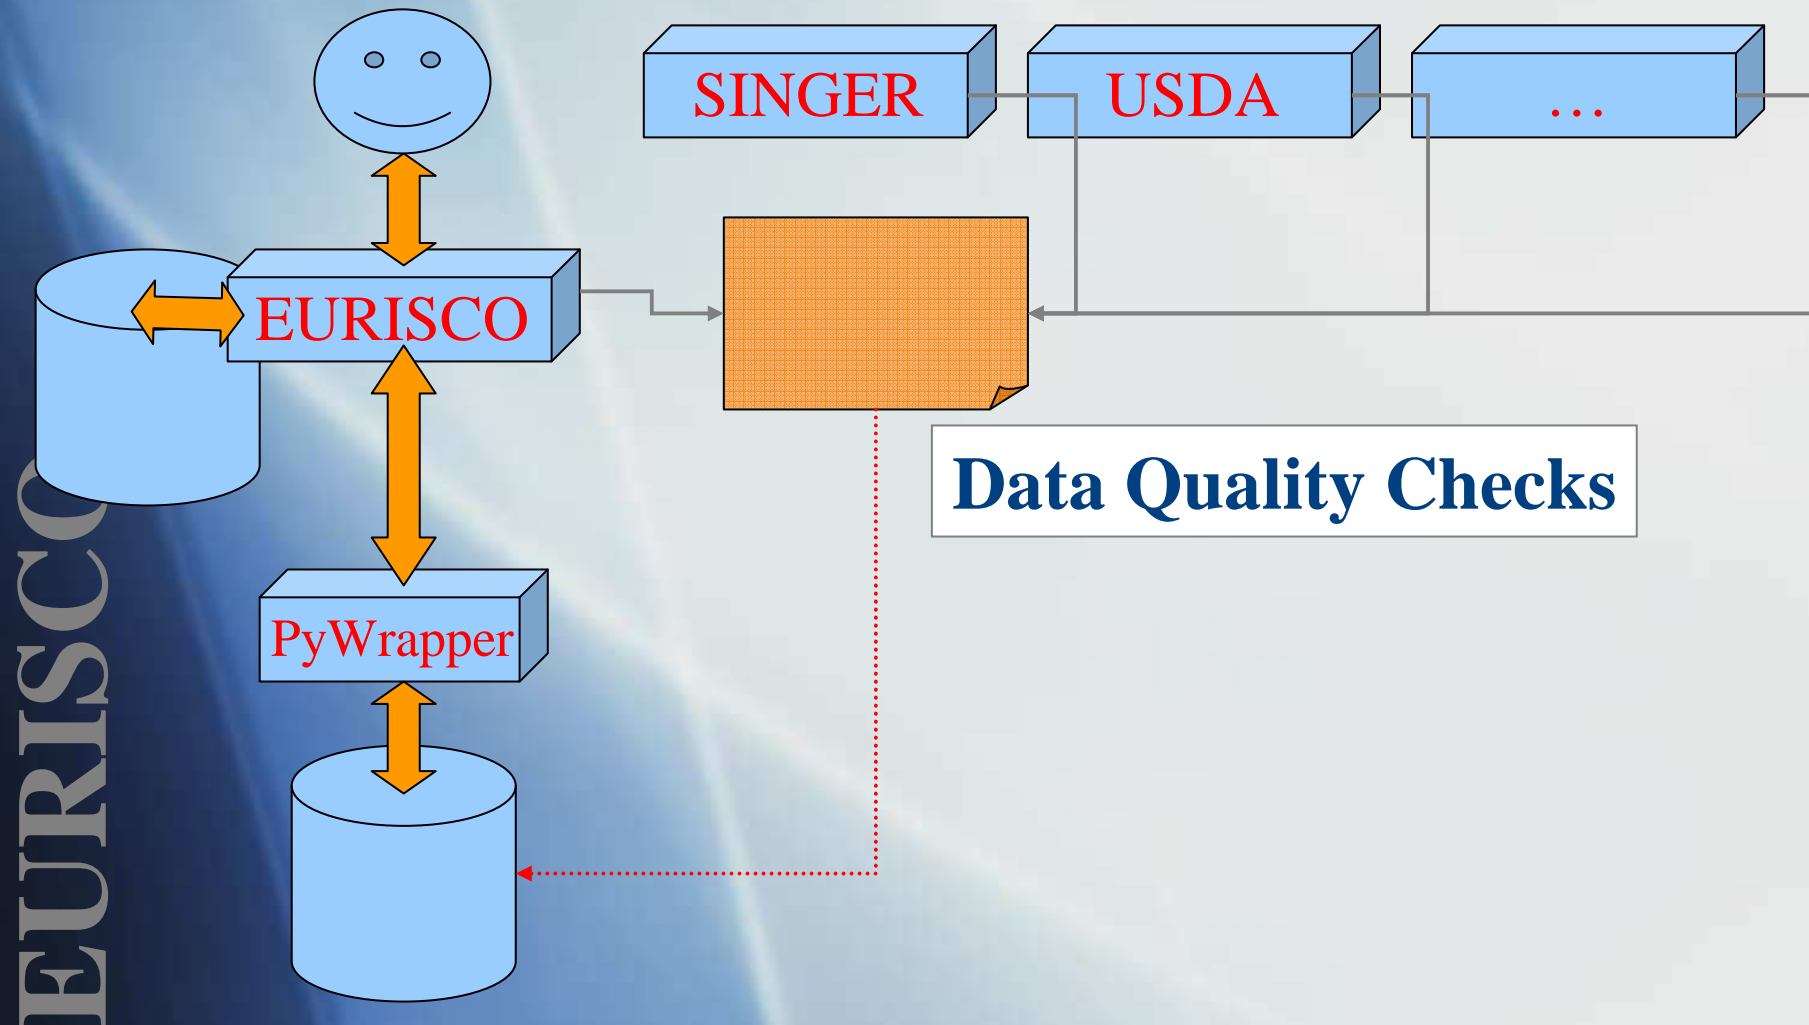 SINGER
USDA
…
EURISCO
Data Quality Checks
PyWrapper
EURISCO